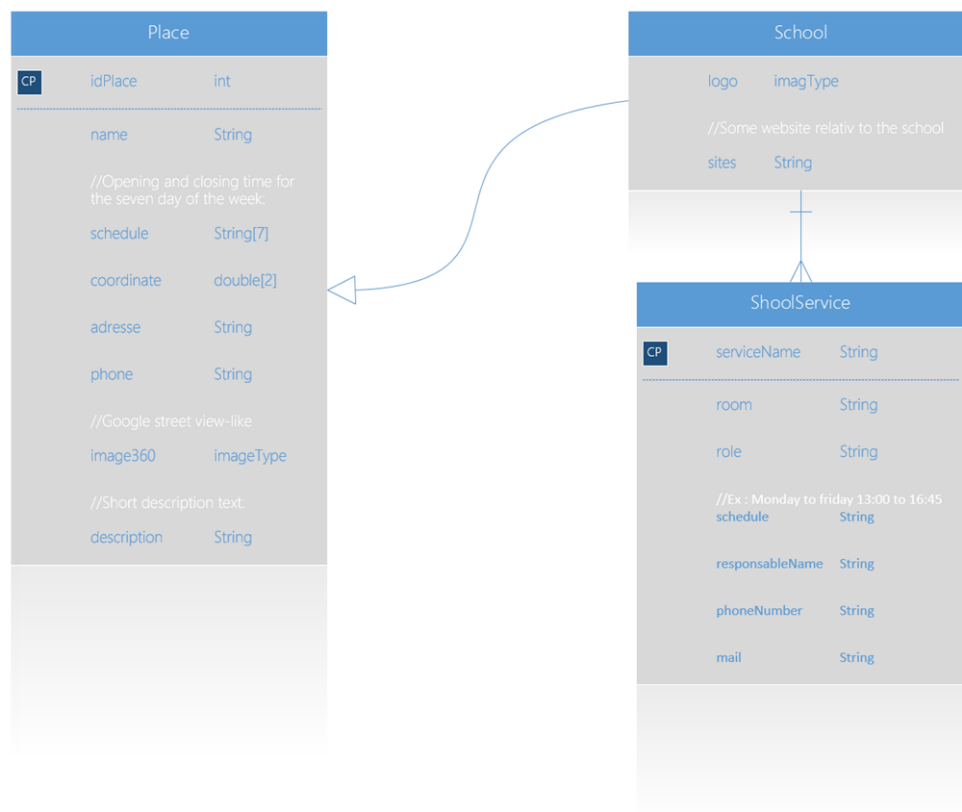 Place
CP idPlace int
name String
//Opening and closing time for
the seven day of the week:
schedule String[7]
coordinate double[2]
adresse String
phone String
//Google street view-like
image360 imageType
//Short description text:
description String
School
logo imagType
//Some website relativ to the school
sites String
ShoolService
CP serviceName String
room String
role String
//Ex : Monday to friday 13:00 to 16:45
schedule String
responsableName String
phoneNumber String
mail String